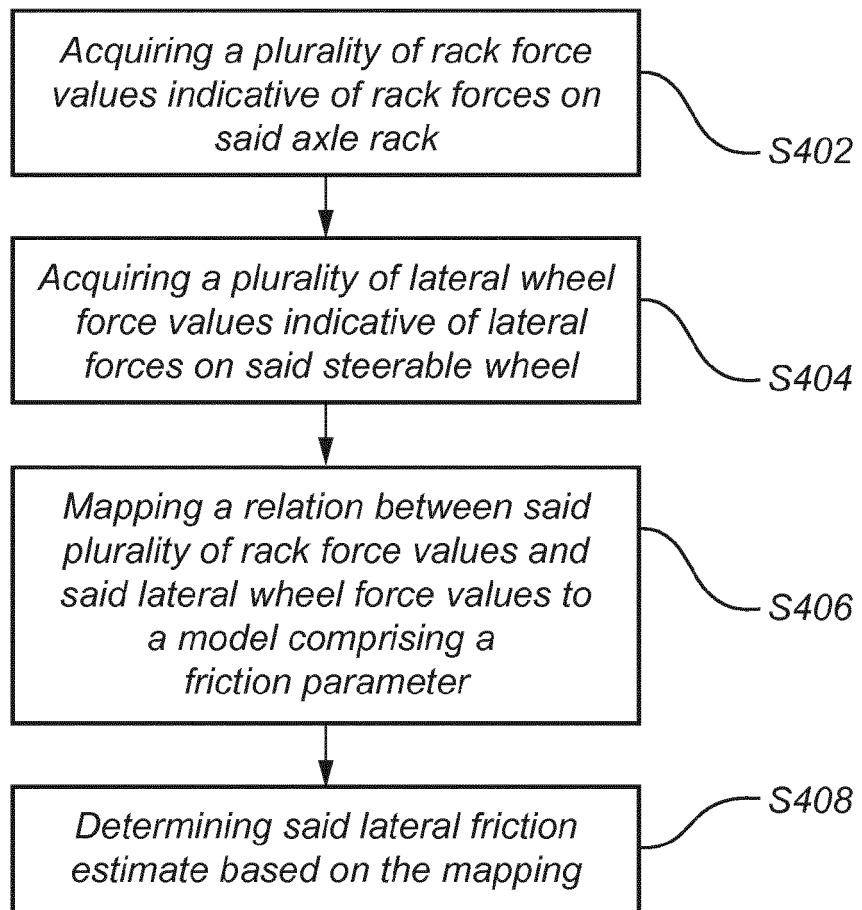 Acquiring a plurality of rack force
values indicative of rack forces on
said axle rack
S402
Acquiring a plurality of lateral wheel
force values indicative of lateral
forces on said steerable wheel
S404
Mapping a relation between said
plurality of rack force values and
said lateral wheel force values to
a model comprising a
friction parameter
S406
Determining said lateral friction
estimate based on the mapping
S408